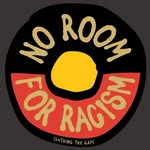 NO ROOM
FOR RACISM
CLOTHING THE GAPS